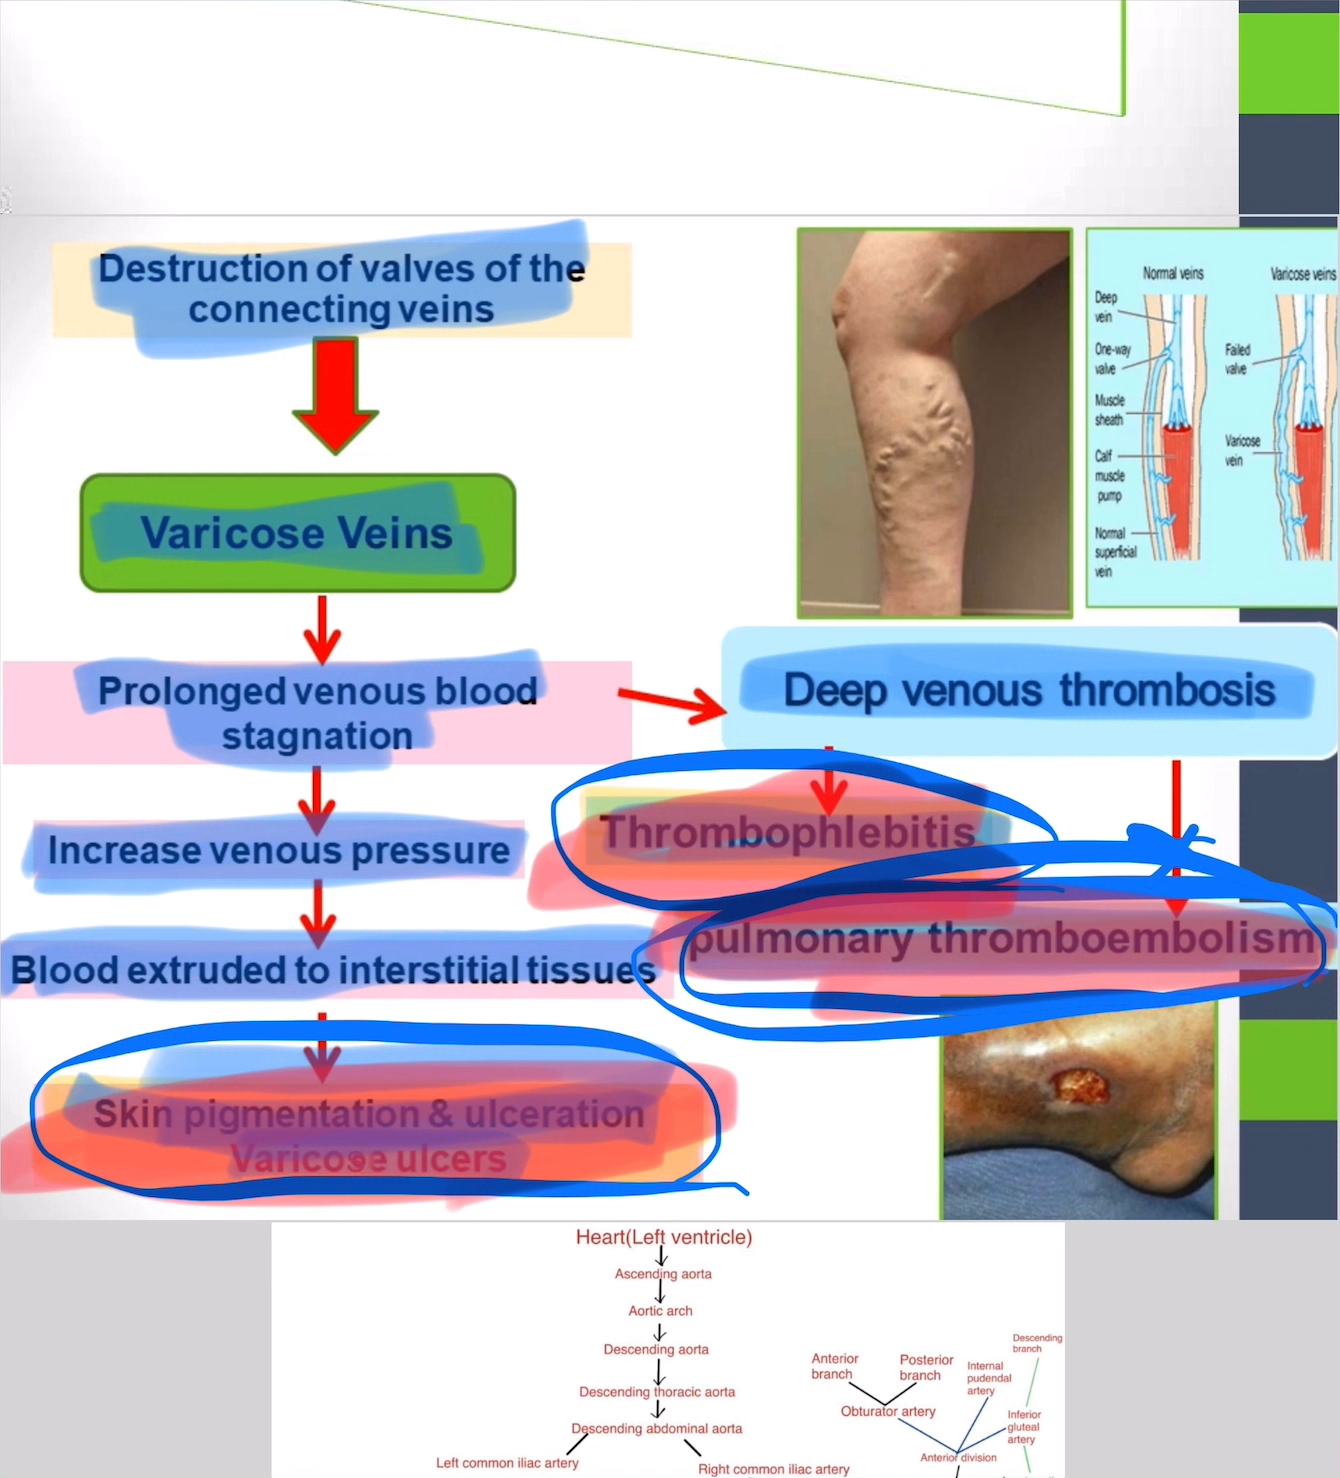 Destruction of valves of the
connecting veins
Varicose Veins
Prolonged venous blood
stagnation
Increase venous pressure
Blood extruded to interstitial tissues
Skin pigmentation & ulceration
Varicose ulcers
Normal veins
Deep
vein
One-way
valve
Muscle
sheath
Calf
muscle
pump
Normal
superficial
vein
Varicose veins
Failed
valve
Varicose
vein
Deep venous thrombosis
Thrombophlebitis
pulmonary thromboembolism
Heart(Left ventricle)
Ascending aorta
Aortic arch
Descending aorta
Descending thoracic aorta
Descending abdominal aorta
Left common iliac artery
Right common iliac artery
Anterior
branch
Posterior
branch
Obturator artery
Internal
pudendal
artery
Descending
branch
Inferior
gluteal
artery
Anterior division